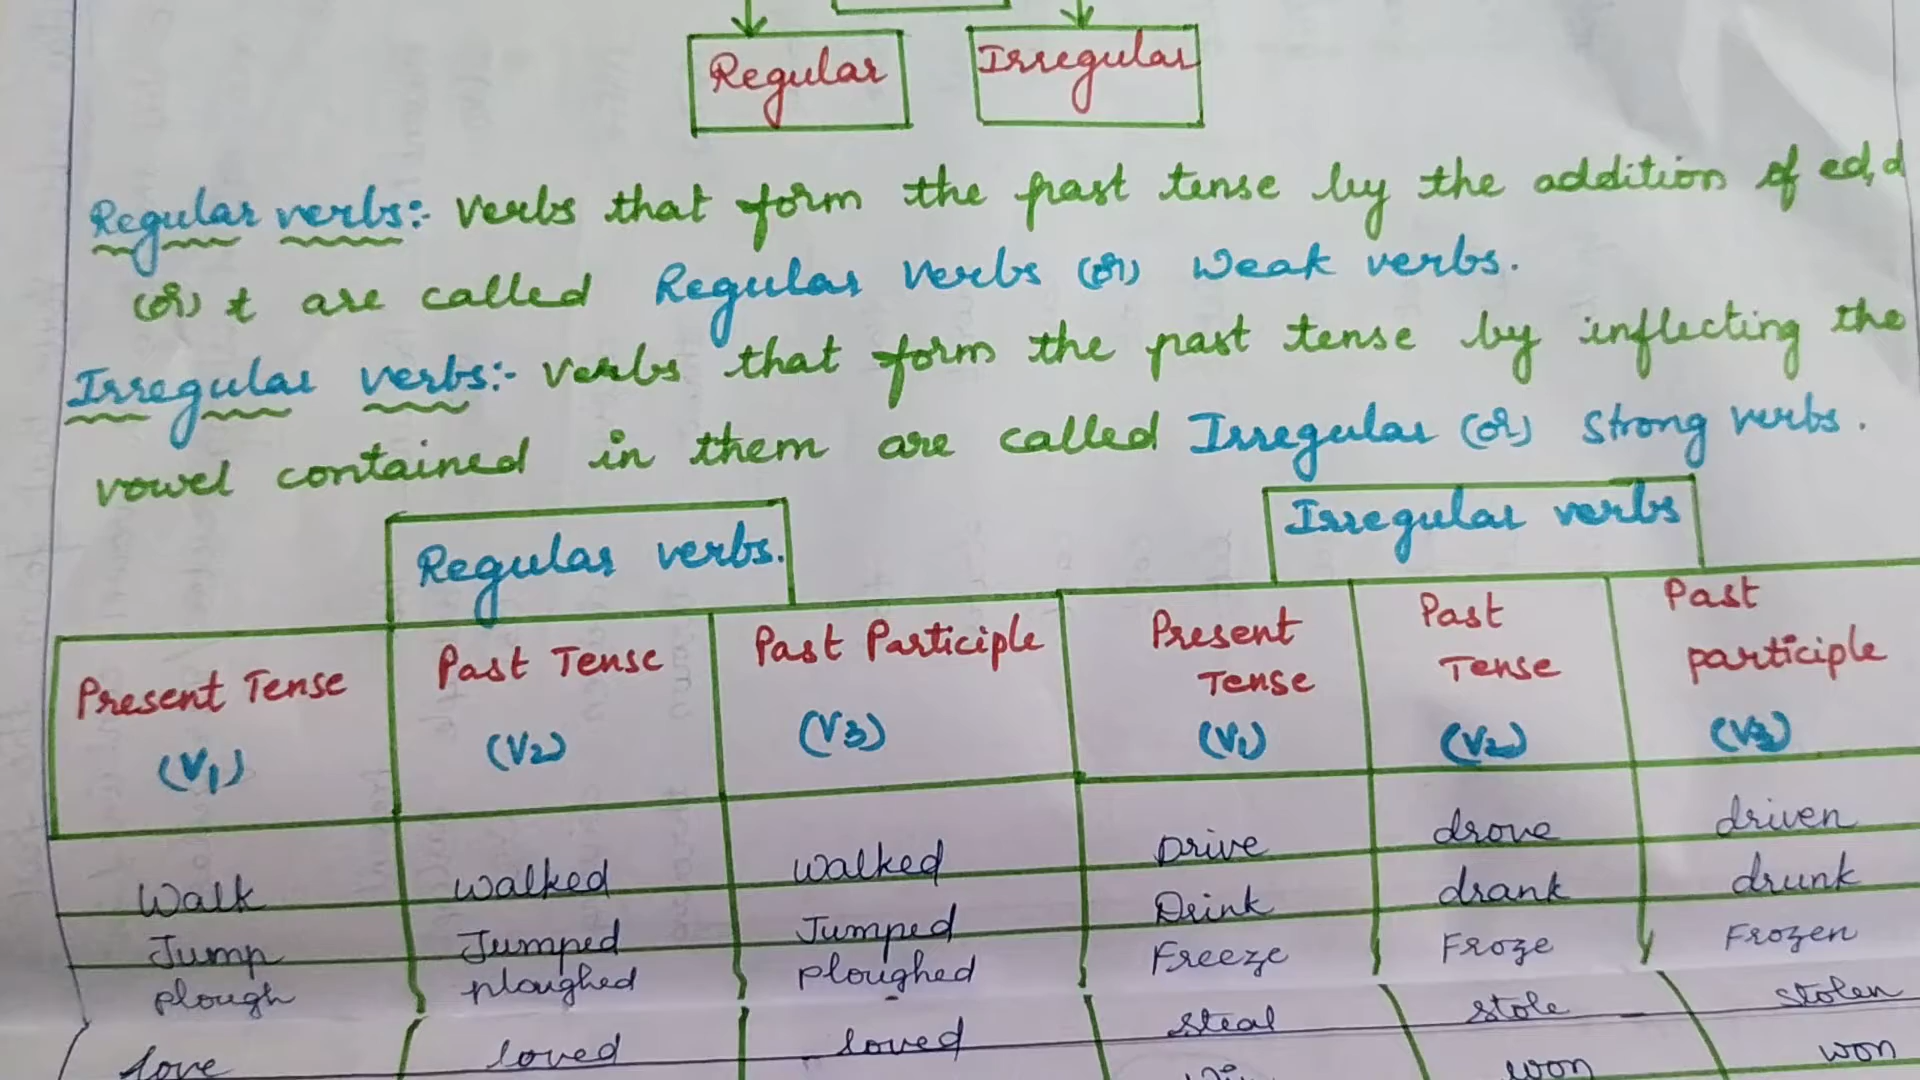 Regular Irregular
Regular verbs:- verbs that form the past tense by the addition of ed, d
(or) t are called Regular verbs (or) weak verbs.
Irregular verbs:- verbs that form the past tense by inflecting the
vowel contained in them are called Irregular (or) strong verbs.
Regular verbs. Irregular verbs
Present Tense (V1) Past Tense (V2) Past Participle (V3) Present Tense (V1) Past Tense (V2) Past participle (V3)
Walk walked walked Drive drove driven
Jump Jumped Jumped Drink drank drunk
plough ploughed ploughed Freeze Froze Frozen
love loved loved steal stole stolen
won won